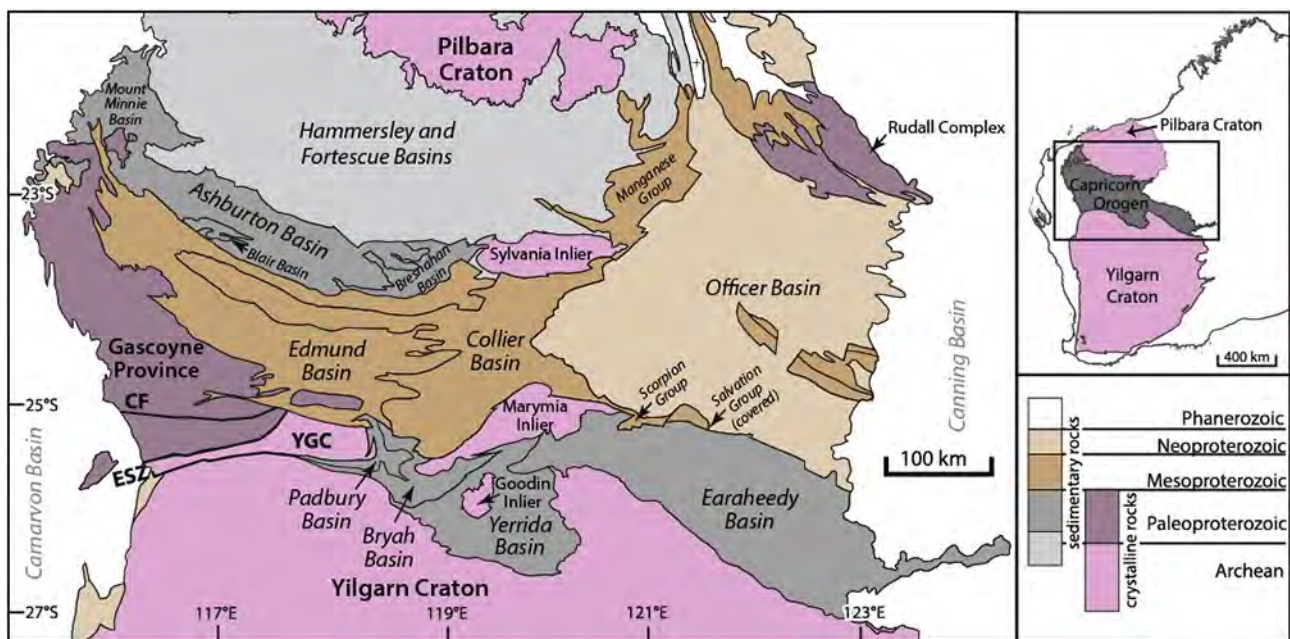 Pilbara
Craton
Mount
Minnie
Basin
Hammersley and
Fortescue Basins
Rudall Complex
Manganese
Group
23°S
Ashburton Basin
Blair Basin
Breshahan
Basin
Sylvania Inlier
Officer Basin
Canning Basin
Gascoyne
Province
Edmund
Basin
Collier
Basin
CF
25°S
Marymia
Inlier
Scorpion
Group
Salvation
Group
(covered)
YGC
ESZ
100 km
Carnarvon Basin
Padbury
Basin
Bryah
Basin
Goodin
Inlier
Yerrida
Basin
Earaheedy
Basin
Yilgarn Craton
27°S
117°E
119°E
121°E
123°E
Pilbara Craton
Capricorn
Orogen
Yilgarn
Craton
400 km
sedimentary rocks
crystalline rocks
Phanerozoic
Neoproterozoic
Mesoproterozoic
Paleoproterozoic
Archean